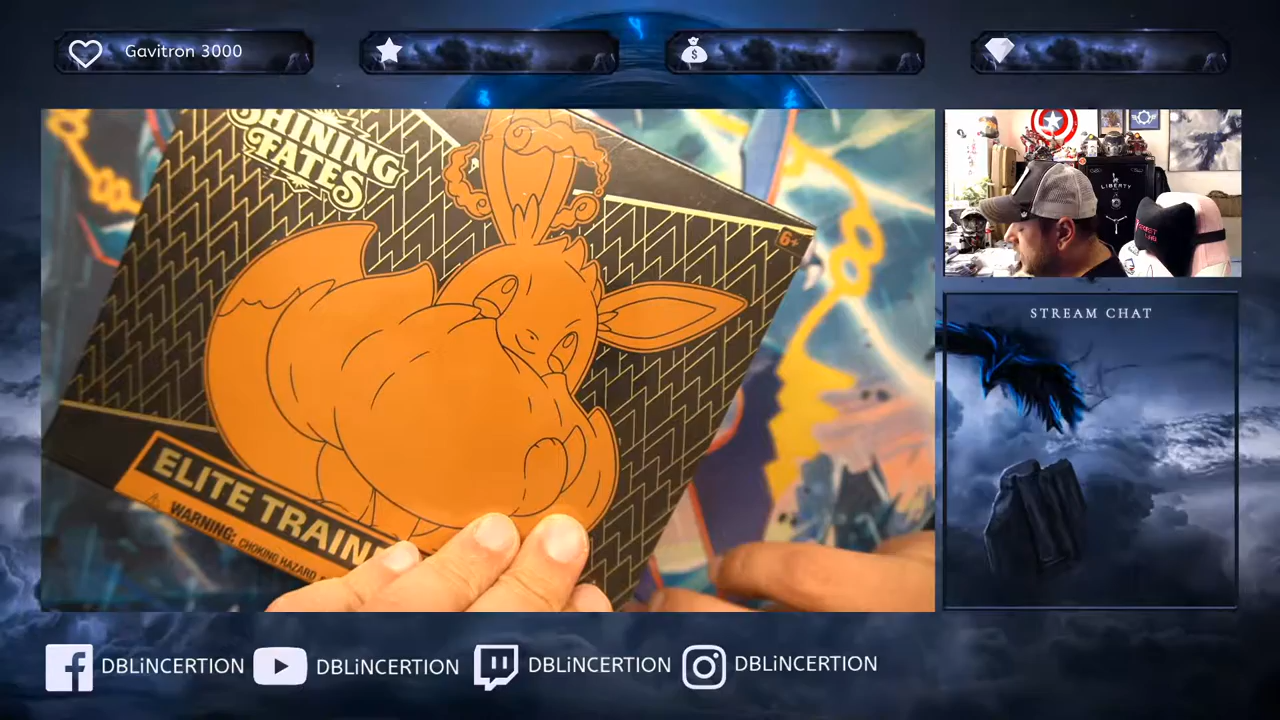 Gavitron 3000
SHINING
FATES
6+
LIBERTY
STREAM CHAT
ELITE TRAIN
WARNING: CHOKING HAZARD
DBLiNCERTION
DBLiNCERTION
DBLiNCERTION
DBLiNCERTION